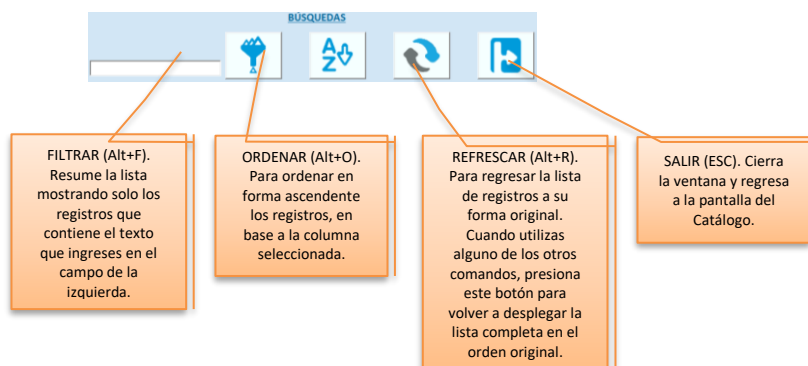 BÚSQUEDAS
A
Z
FILTRAR (Alt+F).
Resume la lista
mostrando solo los
registros que
contiene el texto
que ingreses en el
campo de la
izquierda.
ORDENAR (Alt+O).
Para ordenar en
forma ascendente
los registros, en
base a la columna
seleccionada.
REFRESCAR (Alt+R).
Para regresar la lista
de registros a su
forma original.
Cuando utilizas
alguno de los otros
comandos, presiona
este botón para
volver a desplegar la
lista completa en el
orden original.
SALIR (ESC). Cierra
la ventana y regresa
a la pantalla del
Catálogo.